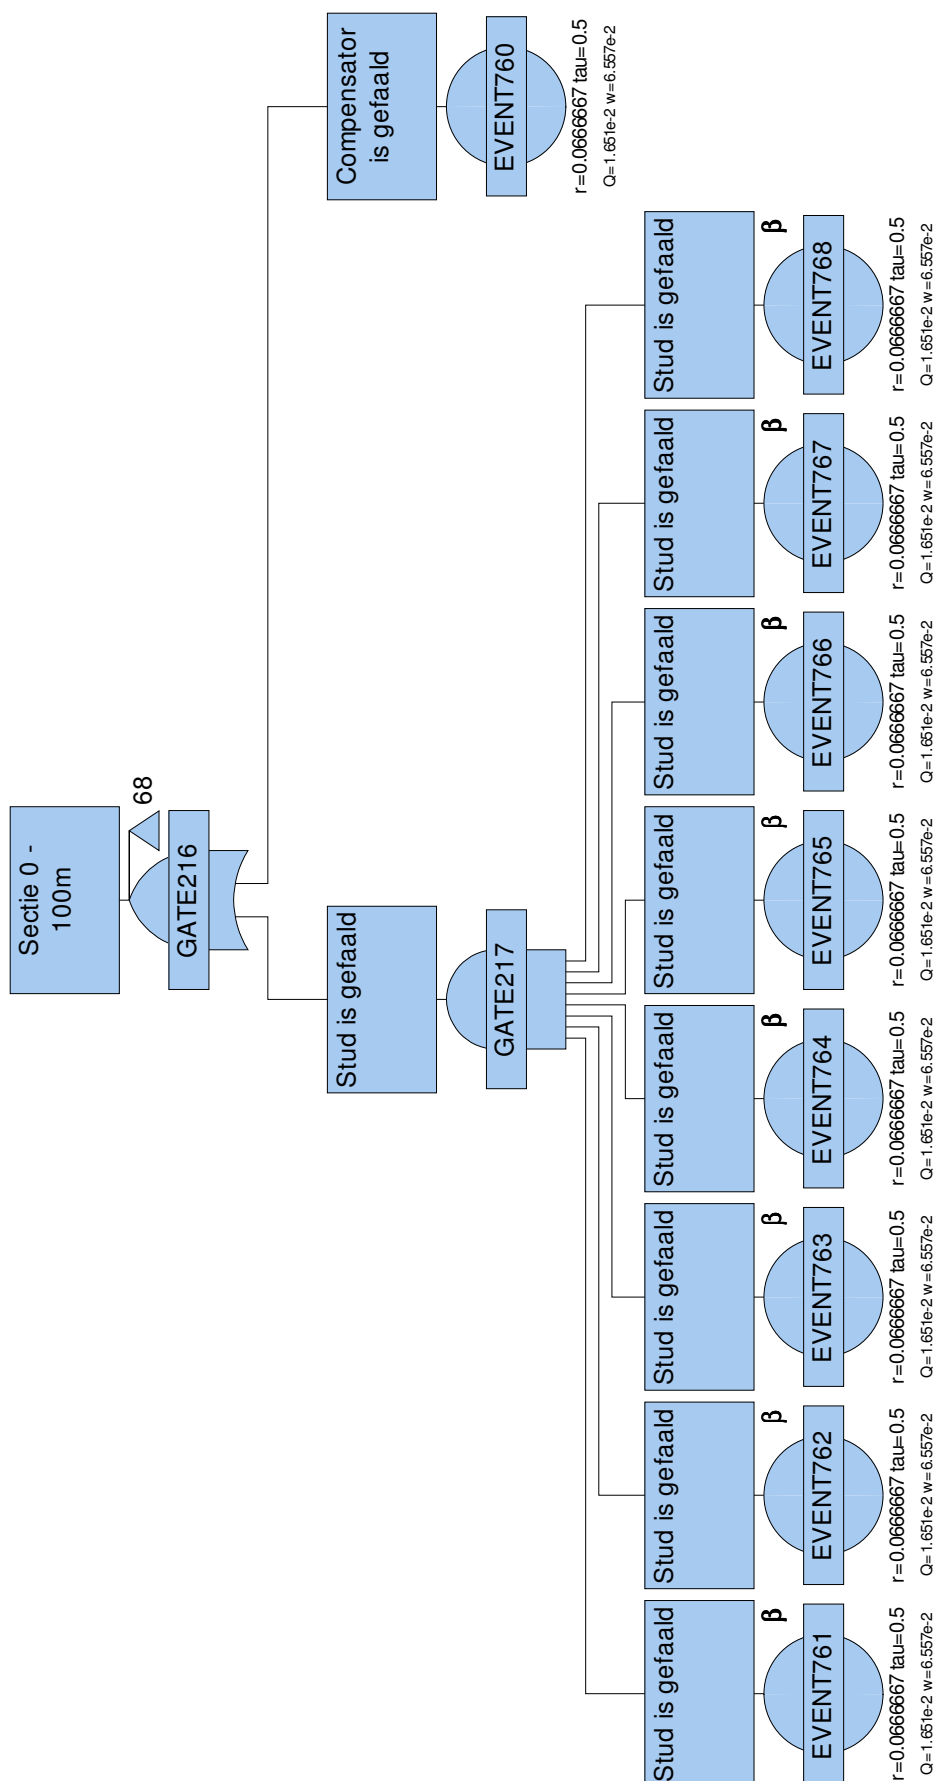 Sectie 0 -
100m
68
GATE216
Stud is gefaald
GATE217
Compensator
is gefaald
EVENT760
r=0.0666667 tau=0.5
Q=1.651e-2 w=6.557e-2
Stud is gefaald
β
EVENT761
r=0.0666667 tau=0.5
Q=1.651e-2 w=6.557e-2
Stud is gefaald
β
EVENT762
r=0.0666667 tau=0.5
Q=1.651e-2 w=6.557e-2
Stud is gefaald
β
EVENT763
r=0.0666667 tau=0.5
Q=1.651e-2 w=6.557e-2
Stud is gefaald
β
EVENT764
r=0.0666667 tau=0.5
Q=1.651e-2 w=6.557e-2
Stud is gefaald
β
EVENT765
r=0.0666667 tau=0.5
Q=1.651e-2 w=6.557e-2
Stud is gefaald
β
EVENT766
r=0.0666667 tau=0.5
Q=1.651e-2 w=6.557e-2
Stud is gefaald
β
EVENT767
r=0.0666667 tau=0.5
Q=1.651e-2 w=6.557e-2
Stud is gefaald
β
EVENT768
r=0.0666667 tau=0.5
Q=1.651e-2 w=6.557e-2